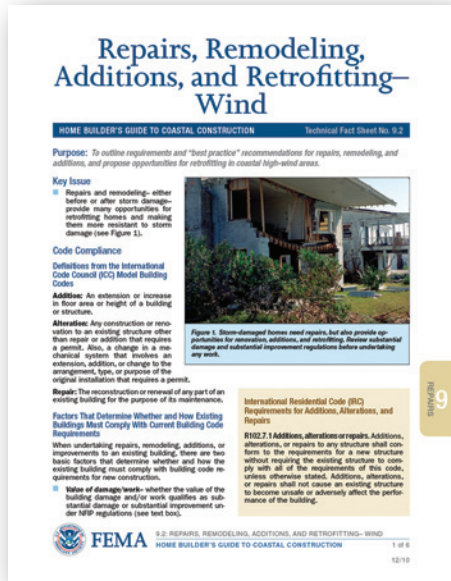 Repairs, Remodeling,
Additions, and Retrofitting–
Wind
HOME BUILDER'S GUIDE TO COASTAL CONSTRUCTION Technical Fact Sheet No. 9.2
Purpose: To outline requirements and "best practice" recommendations for repairs, remodeling, and
additions, and propose opportunities for retrofitting in coastal high-wind areas.
Key Issue
Repairs and remodeling– either
before or after storm damage–
provide many opportunities for
retrofitting homes and making
them more resistant to storm
damage (see Figure 1).
Code Compliance
Definitions from the International
Code Council (ICC) Model Building
Codes
Addition: An extension or increase
in floor area or height of a building
or structure.
Alteration: Any construction or reno-
vation to an existing structure other
than repair or addition that requires
a permit. Also, a change in a me-
chanical system that involves an
extension, addition, or change to the
arrangement, type, or purpose of the
original installation that requires a permit.
Repair: The reconstruction or renewal of any part of an
existing building for the purpose of its maintenance.
Factors That Determine Whether and How Existing
Buildings Must Comply With Current Building Code
Requirements
When undertaking repairs, remodeling, additions, or
improvements to an existing building, there are two
basic factors that determine whether and how the
existing building must comply with building code re-
quirements for new construction.
Value of damage/work– whether the value of the
building damage and/or work qualifies as sub-
stantial damage or substantial improvement un-
der NFIP regulations (see text box).
Figure 1. Storm-damaged homes need repairs, but also provide op-
portunities for renovation, additions, and retrofitting. Review substantial
damage and substantial improvement regulations before undertaking
any work.
International Residential Code (IRC)
Requirements for Additions, Alterations, and
Repairs
R102.7.1 Additions, alterations or repairs. Additions,
alterations, or repairs to any structure shall con-
form to the requirements for a new structure
without requiring the existing structure to com-
ply with all of the requirements of this code,
unless otherwise stated. Additions, alterations,
or repairs shall not cause an existing structure
to become unsafe or adversely affect the perfor-
mance of the building.
REPAIRS
9
FEMA
9.2: REPAIRS, REMODELING, ADDITIONS, AND RETROFITTING– WIND
HOME BUILDER'S GUIDE TO COASTAL CONSTRUCTION 1 of 6
12/10